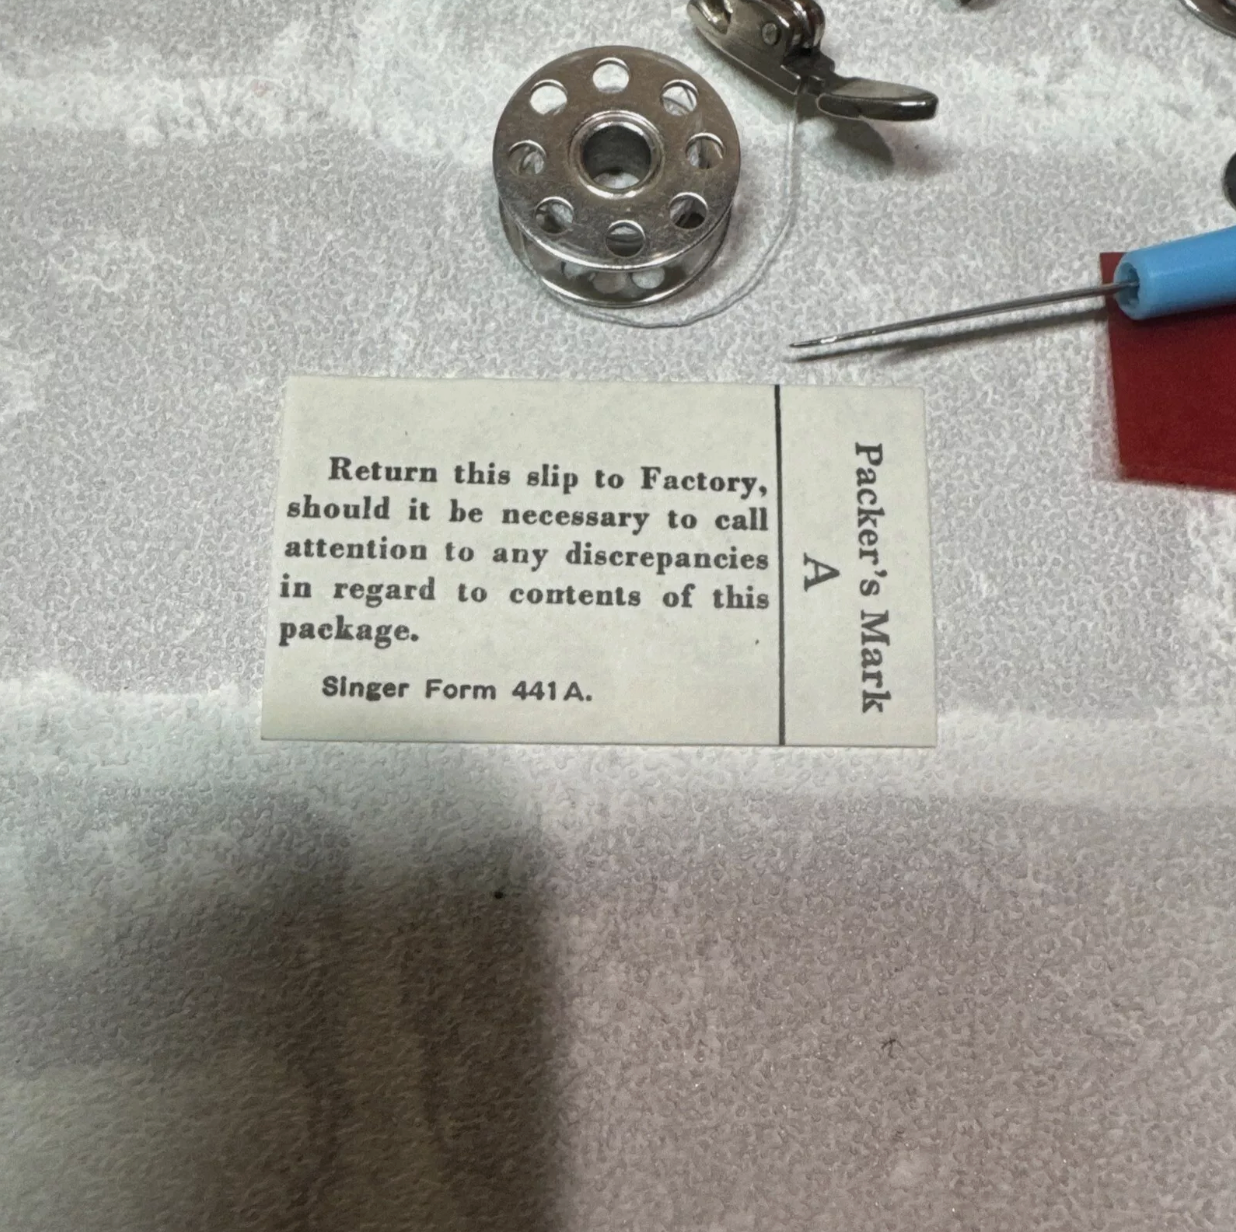 Return this slip to Factory,
should it be necessary to call
attention to any discrepancies
in regard to contents of this
package.
Singer Form 441A.
Packer's Mark
A